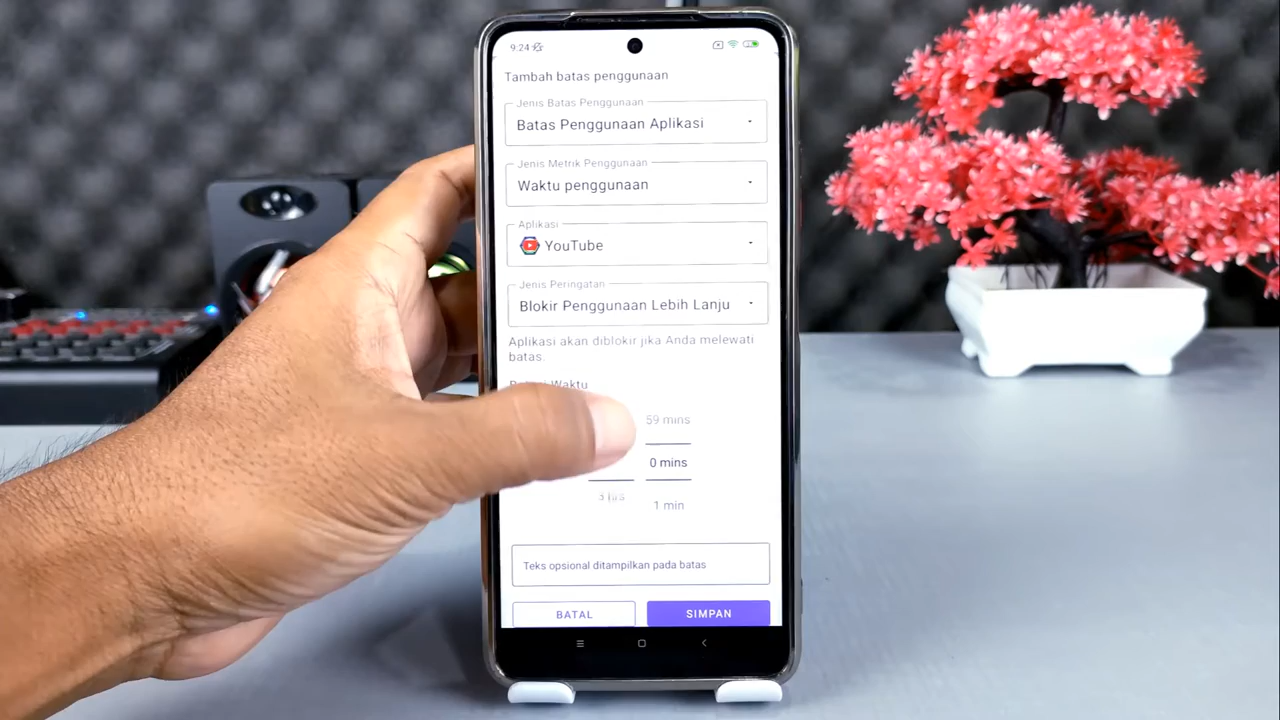 9:24
Tambah batas penggunaan
Jenis Batas Penggunaan
Batas Penggunaan Aplikasi
Jenis Metrik Penggunaan
Waktu penggunaan
Aplikasi
YouTube
Jenis Peringatan
Blokir Penggunaan Lebih Lanju
Aplikasi akan diblokir jika Anda melewati
batas.
Waktu
59 mins
0 mins
hrs
1 min
Teks opsional ditampilkan pada batas
BATAL
SIMPAN